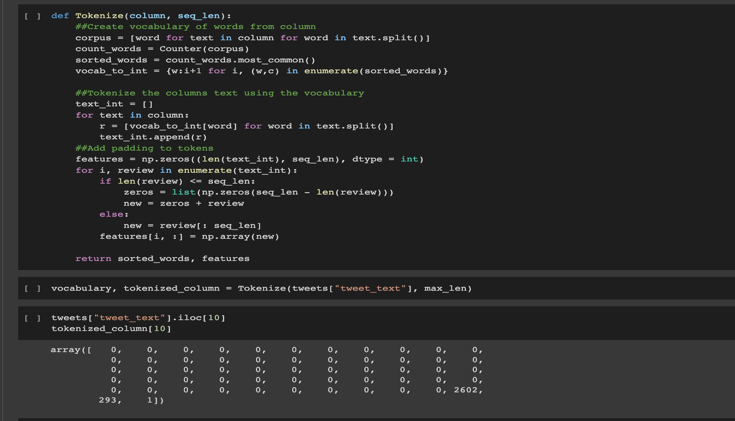 [ ] def Tokenize(column, seq_len):
##Create vocabulary of words from column
corpus = [word for text in column for word in text.split()]
count_words = Counter(corpus)
sorted_words = count_words.most_common()
vocab_to_int = {w:i+1 for i, (w,c) in enumerate(sorted_words)}
##Tokenize the columns text using the vocabulary
text_int = []
for text in column:
r = [vocab_to_int[word] for word in text.split()]
text_int.append(r)
##Add padding to tokens
features = np.zeros((len(text_int), seq_len), dtype = int)
for i, review in enumerate(text_int):
if len(review) <= seq_len:
zeros = list(np.zeros(seq_len - len(review)))
new = zeros + review
else:
new = review[: seq_len]
features[i, :] = np.array(new)
return sorted_words, features
[ ] vocabulary, tokenized_column = Tokenize(tweets["tweet_text"], max_len)
[ ] tweets["tweet_text"].iloc[10]
tokenized_column[10]
array([ 0, 0, 0, 0, 0, 0, 0, 0, 0, 0, 0,
0, 0, 0, 0, 0, 0, 0, 0, 0, 0, 0,
0, 0, 0, 0, 0, 0, 0, 0, 0, 0, 0,
0, 0, 0, 0, 0, 0, 0, 0, 0, 0, 0,
0, 0, 0, 0, 0, 0, 0, 0, 0, 0, 2602,
293, 1])